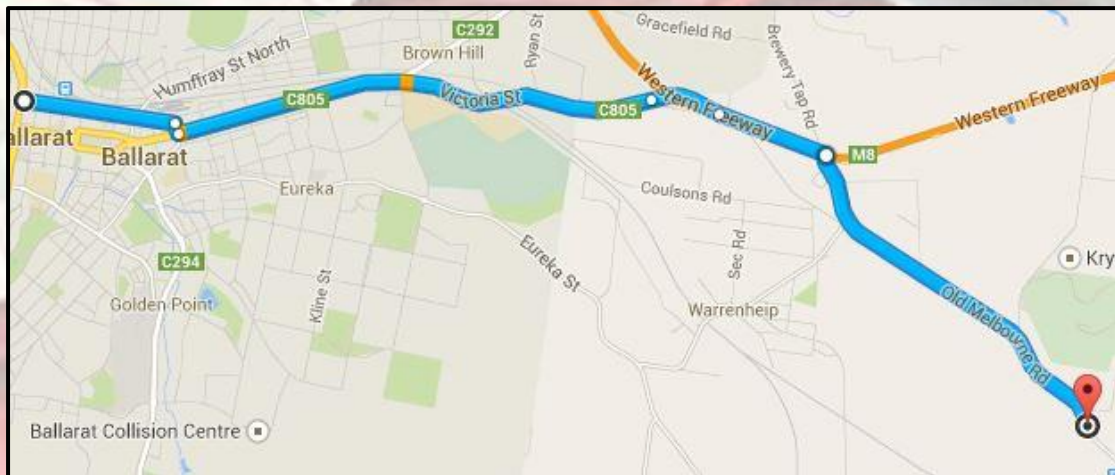 Gracefield Rd
C292
Ryan St
Brewery Tap Rd
Brown Hill
Humffray St North
Western Freeway
Western Freeway
C805
Victoria St
C805
allarat
Ballarat
M8
Eureka
Coulsons Rd
Eureka St
Sec Rd
C294
Kry
Golden Point
Kline St
Warrenheip
Old Melbourne Rd
Ballarat Collision Centre